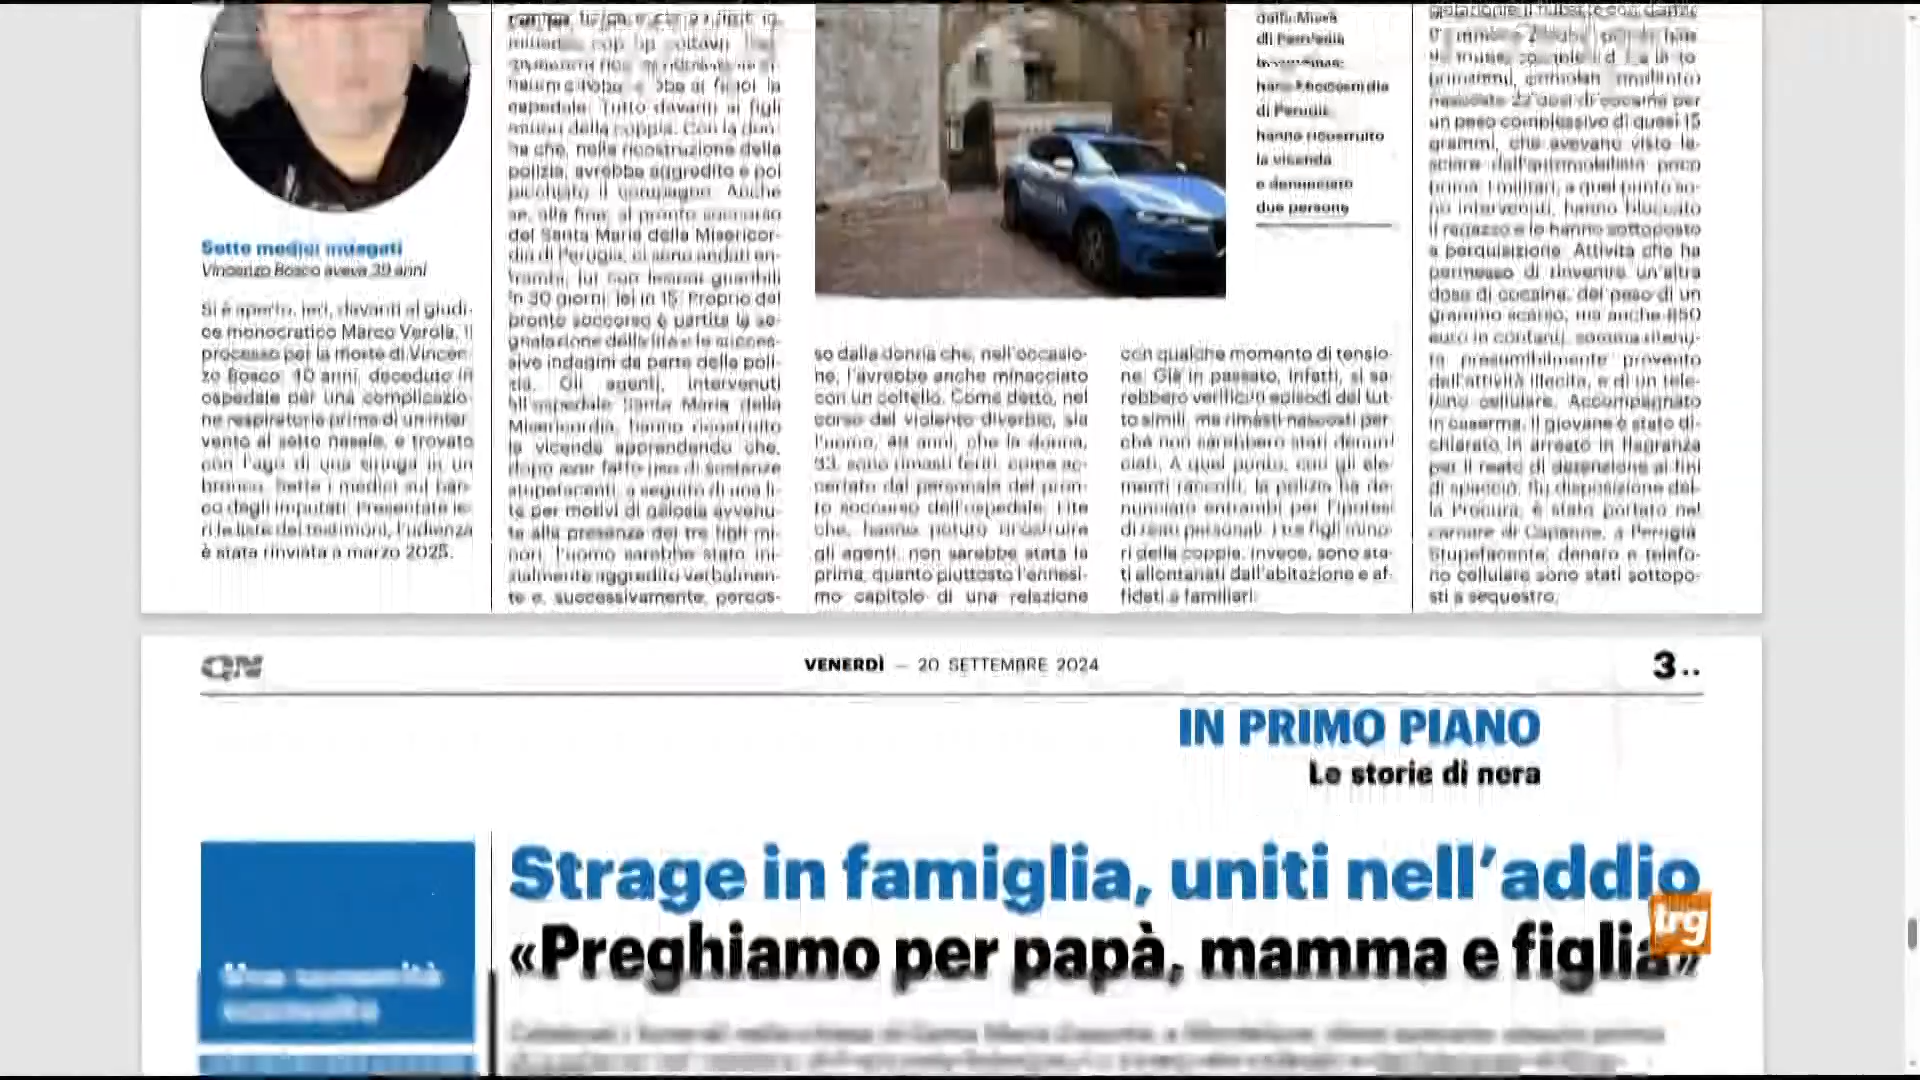 Sette medici indagati
Vincenzo Bosco aveva 39 anni
Si è aperto, ieri, davanti al giudi-
ce monocratico Marco Verola, il
processo per la morte di Vincen-
zo Bosco, 40 anni, deceduto in
ospedale per una complicazio-
ne respiratoria prima di un inter-
vento al setto nasale, e trovato
con l'ago di una siringa in un
bronco. Sette i medici sul ban-
co degli imputati. Presentate ie-
ri le liste dei testimoni, l'udienza
è stata rinviata a marzo 2025.
ospedale. Tutto davanti ai figli
minori della coppia. Con la don-
na che, nella ricostruzione della
polizia, avrebbe aggredito e poi
picchiato il compagno. Anche
se, alla fine, al pronto soccorso
del Santa Maria della Misericor-
dia di Perugia, ci sono andati en-
trambi, lui con lesioni guaribili
in 30 giorni, lei in 15. Proprio dal
pronto soccorso è partita la se-
gnalazione della lite e le succes-
sive indagini da parte della poli-
zia. Gli agenti, intervenuti
all'ospedale Santa Maria della
Misericordia, hanno ricostruito
la vicenda apprendendo che,
dopo aver fatto uso di sostanze
stupefacenti, a seguito di una li-
te per motivi di gelosia avvenu-
ta alla presenza dei tre figli mi-
nori, l'uomo sarebbe stato ini-
zialmente aggredito verbalmen-
te e, successivamente, percos-
di Perugia
hanno ricostruito
la vicenda
e denunciato
due persone
so dalla donna che, nell'occasio-
ne, l'avrebbe anche minacciato
con un coltello. Come detto, nel
corso del violento diverbio, sia
l'uomo, 49 anni, che la donna,
33, sono rimasti feriti, come ac-
certato dal personale del pron-
to soccorso dell'ospedale. Lite
che, hanno potuto ricostruire
gli agenti, non sarebbe stata la
prima, quanto piuttosto l'ennesi-
mo capitolo di una relazione
con qualche momento di tensio-
ne. Già in passato, infatti, si sa-
rebbero verificati episodi del tut-
to simili, ma rimasti nascosti per-
ché non sarebbero stati denun-
ciati. A quel punto, con gli ele-
menti raccolti, la polizia ha de-
nunciato entrambi per l'ipotesi
di reati personali. I tre figli mino-
ri della coppia, invece, sono sta-
ti allontanati dall'abitazione e af-
fidati a familiari.
nascoste 23 dosi di cocaina per
un peso complessivo di quasi 15
grammi, che avevano visto la-
sciare dall'automobilista poco
prima. I militari, a quel punto so-
no intervenuti, hanno bloccato
il ragazzo e lo hanno sottoposto
a perquisizione. Attività che ha
permesso di rinvenire un'altra
dose di cocaina, del peso di un
grammo scarso, ma anche 850
euro in contanti, somma ritenu-
ta presumibilmente provento
dell'attività illecita, e di un tele-
fono cellulare. Accompagnato
in caserma, il giovane è stato di-
chiarato in arresto in flagranza
per il reato di detenzione ai fini
di spaccio. Su disposizione del-
la Procura, è stato portato nel
carcere di Capanne, a Perugia.
Stupefacente, denaro e telefo-
no cellulare sono stati sottopo-
sti a sequestro.
QN
VENERDÌ — 20 SETTEMBRE 2024
3..
IN PRIMO PIANO
Le storie di nera
Strage in famiglia, uniti nell'addio
«Preghiamo per papà, mamma e figlia»
trg